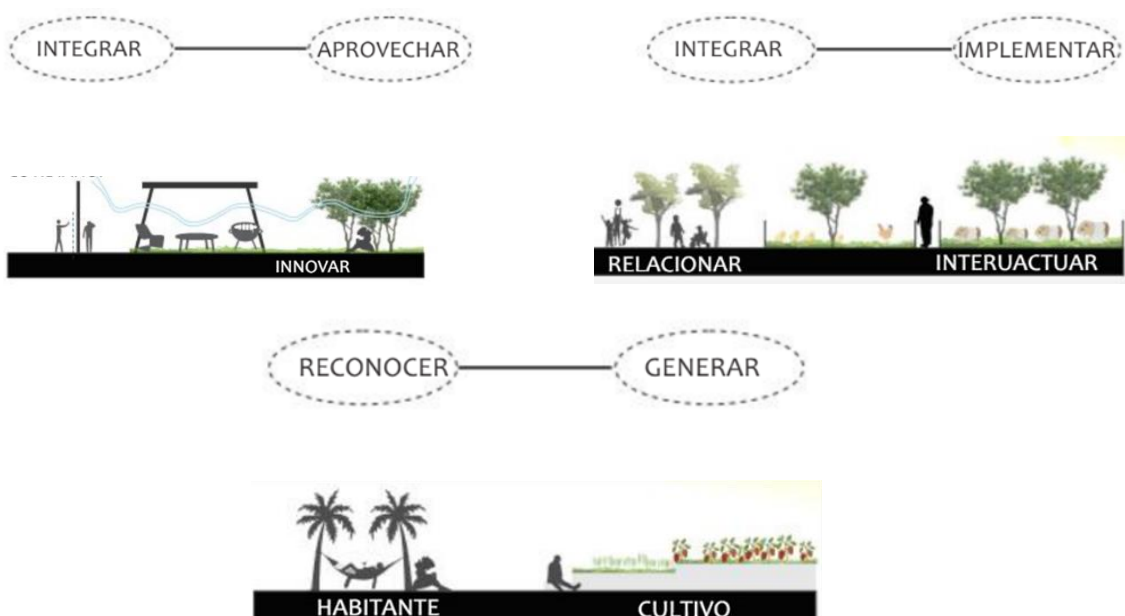 INTEGRAR APROVECHAR
INTEGRAR IMPLEMENTAR
INNOVAR
RELACIONAR INTERUACTUAR
RECONOCER GENERAR
HABITANTE CULTIVO